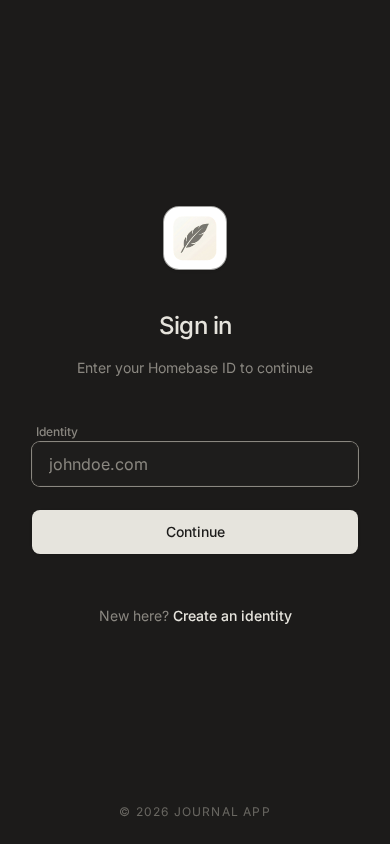 Sign in
Enter your Homebase ID to continue
Identity
johndoe.com
Continue
New here? Create an identity
© 2026 JOURNAL APP